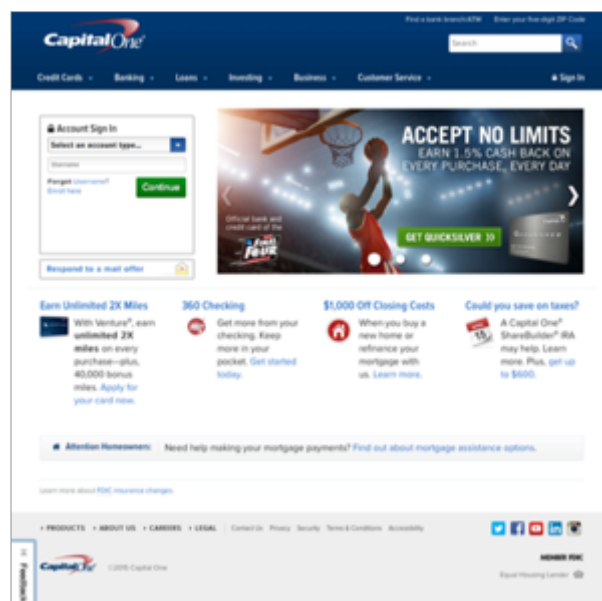 Find a bank branch/ATM Enter your five-digit ZIP Code
Capital One
Search
Credit Cards Banking Loans Investing Business Customer Service Sign In
Account Sign In
Select an account type...
Username
Forgot Username?
Enroll here
Continue
Respond to a mail offer
ACCEPT NO LIMITS
EARN 1.5% CASH BACK ON
EVERY PURCHASE, EVERY DAY
Official bank and
credit card of the
FINAL
FOUR
GET QUICKSILVER
Earn Unlimited 2X Miles
With Venture®, earn
unlimited 2X
miles on every
purchase—plus,
40,000 bonus
miles. Apply for
your card now.
360 Checking
Get more from your
checking. Keep
more in your
pocket. Get started
today.
$1,000 Off Closing Costs
When you buy a
new home or
refinance your
mortgage with
us. Learn more.
Could you save on taxes?
15
A Capital One®
ShareBuilder® IRA
may help. Learn
more. Plus, get up
to $600.
Attention Homeowners: Need help making your mortgage payments? Find out about mortgage assistance options.
Learn more about FDIC insurance changes
PRODUCTS ABOUT US CAREERS LEGAL Contact Us Privacy Security Terms & Conditions Accessibility
Feedback
Capital One
©2015 Capital One
MEMBER FDIC
Equal Housing Lender